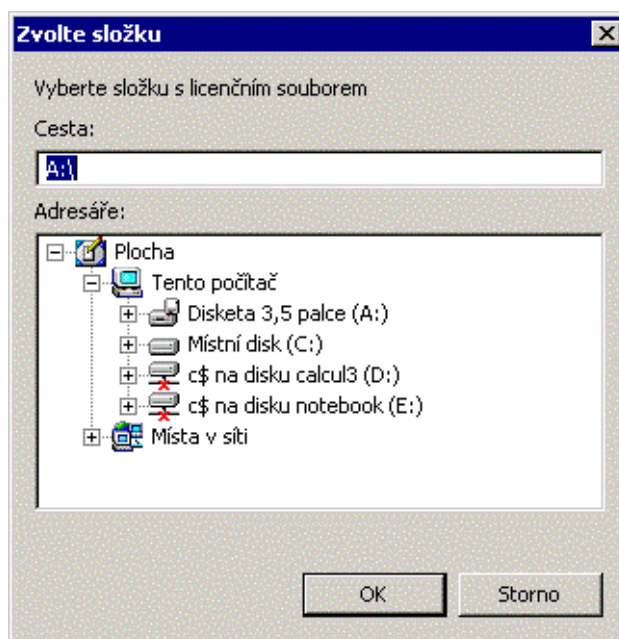 Zvolte složku
Vyberte složku s licenčním souborem
Cesta:
A:\
Adresáře:
Plocha
Tento počítač
Disketa 3,5 palce (A:)
Místní disk (C:)
c$ na disku calcul3 (D:)
c$ na disku notebook (E:)
Místa v síti
OK Storno